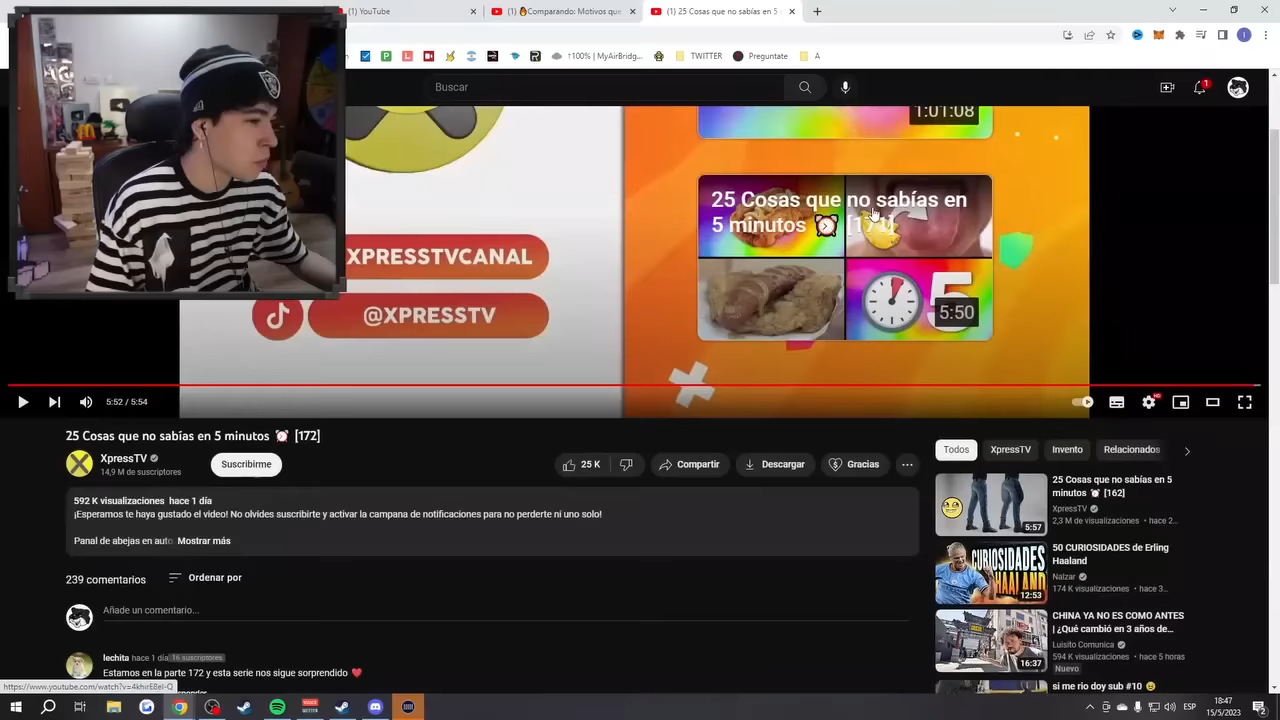 (1) YouTube
(1) 🔥Comparando: Motivos que
(1) 25 Cosas que no sabías en 5
↑100% | MyAirBridg...
TWITTER
Preguntate
A
Buscar
1
1:01:08
25 Cosas que no sabías en
5 minutos ⏰ [171]
5
5:50
XPRESSTVCANAL
@XPRESSTV
5:52 / 5:54
25 Cosas que no sabías en 5 minutos ⏰ [172]
XpressTV
14,9 M de suscriptores
Suscribirme
25 K
Compartir
Descargar
Gracias
592 K visualizaciones hace 1 día
¡Esperamos te haya gustado el video! No olvides suscribirte y activar la campana de notificaciones para no perderte ni uno solo!
Panal de abejas en auto Mostrar más
239 comentarios
Ordenar por
Añade un comentario...
lechita hace 1 día 16 suscriptores
Estamos en la parte 172 y esta serie nos sigue sorprendido ❤️
Todos
XpressTV
Invento
Relacionados
25 Cosas que no sabías en 5
minutos ⏰ [162]
XpressTV
2,3 M de visualizaciones • hace 2...
5:57
50 CURIOSIDADES de Erling
Haaland
Nalzar
174 K visualizaciones • hace 3...
CURIOSIDADES
HAALAND
12:53
CHINA YA NO ES COMO ANTES
| ¿Qué cambió en 3 años de...
Luisito Comunica
594 K visualizaciones • hace 5 horas
Nuevo
16:37
si me rio doy sub #10 😉
ESP
18:47
15/5/2023
2